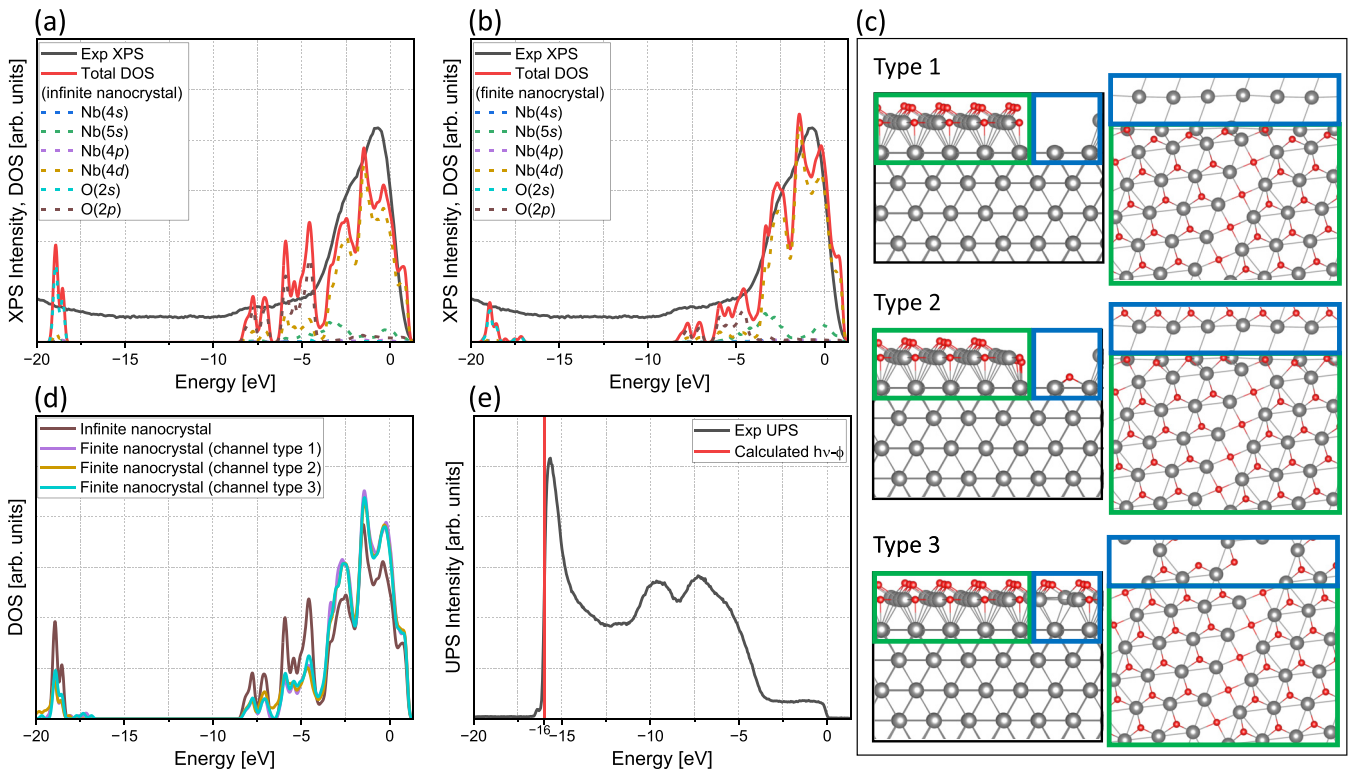 (a)
XPS Intensity, DOS [arb. units]
Exp XPS
Total DOS
(infinite nanocrystal)
Nb(4s)
Nb(5s)
Nb(4p)
Nb(4d)
O(2s)
O(2p)
−20 −15 −10 −5 0
Energy [eV]
(b)
XPS Intensity, DOS [arb. units]
Exp XPS
Total DOS
(finite nanocrystal)
Nb(4s)
Nb(5s)
Nb(4p)
Nb(4d)
O(2s)
O(2p)
−20 −15 −10 −5 0
Energy [eV]
(c)
Type 1
Type 2
Type 3
(d)
DOS [arb. units]
Infinite nanocrystal
Finite nanocrystal (channel type 1)
Finite nanocrystal (channel type 2)
Finite nanocrystal (channel type 3)
−20 −15 −10 −5 0
Energy [eV]
(e)
UPS Intensity [arb. units]
Exp UPS
Calculated hν-ϕ
−20 −16 −15 −10 −5 0
Energy [eV]